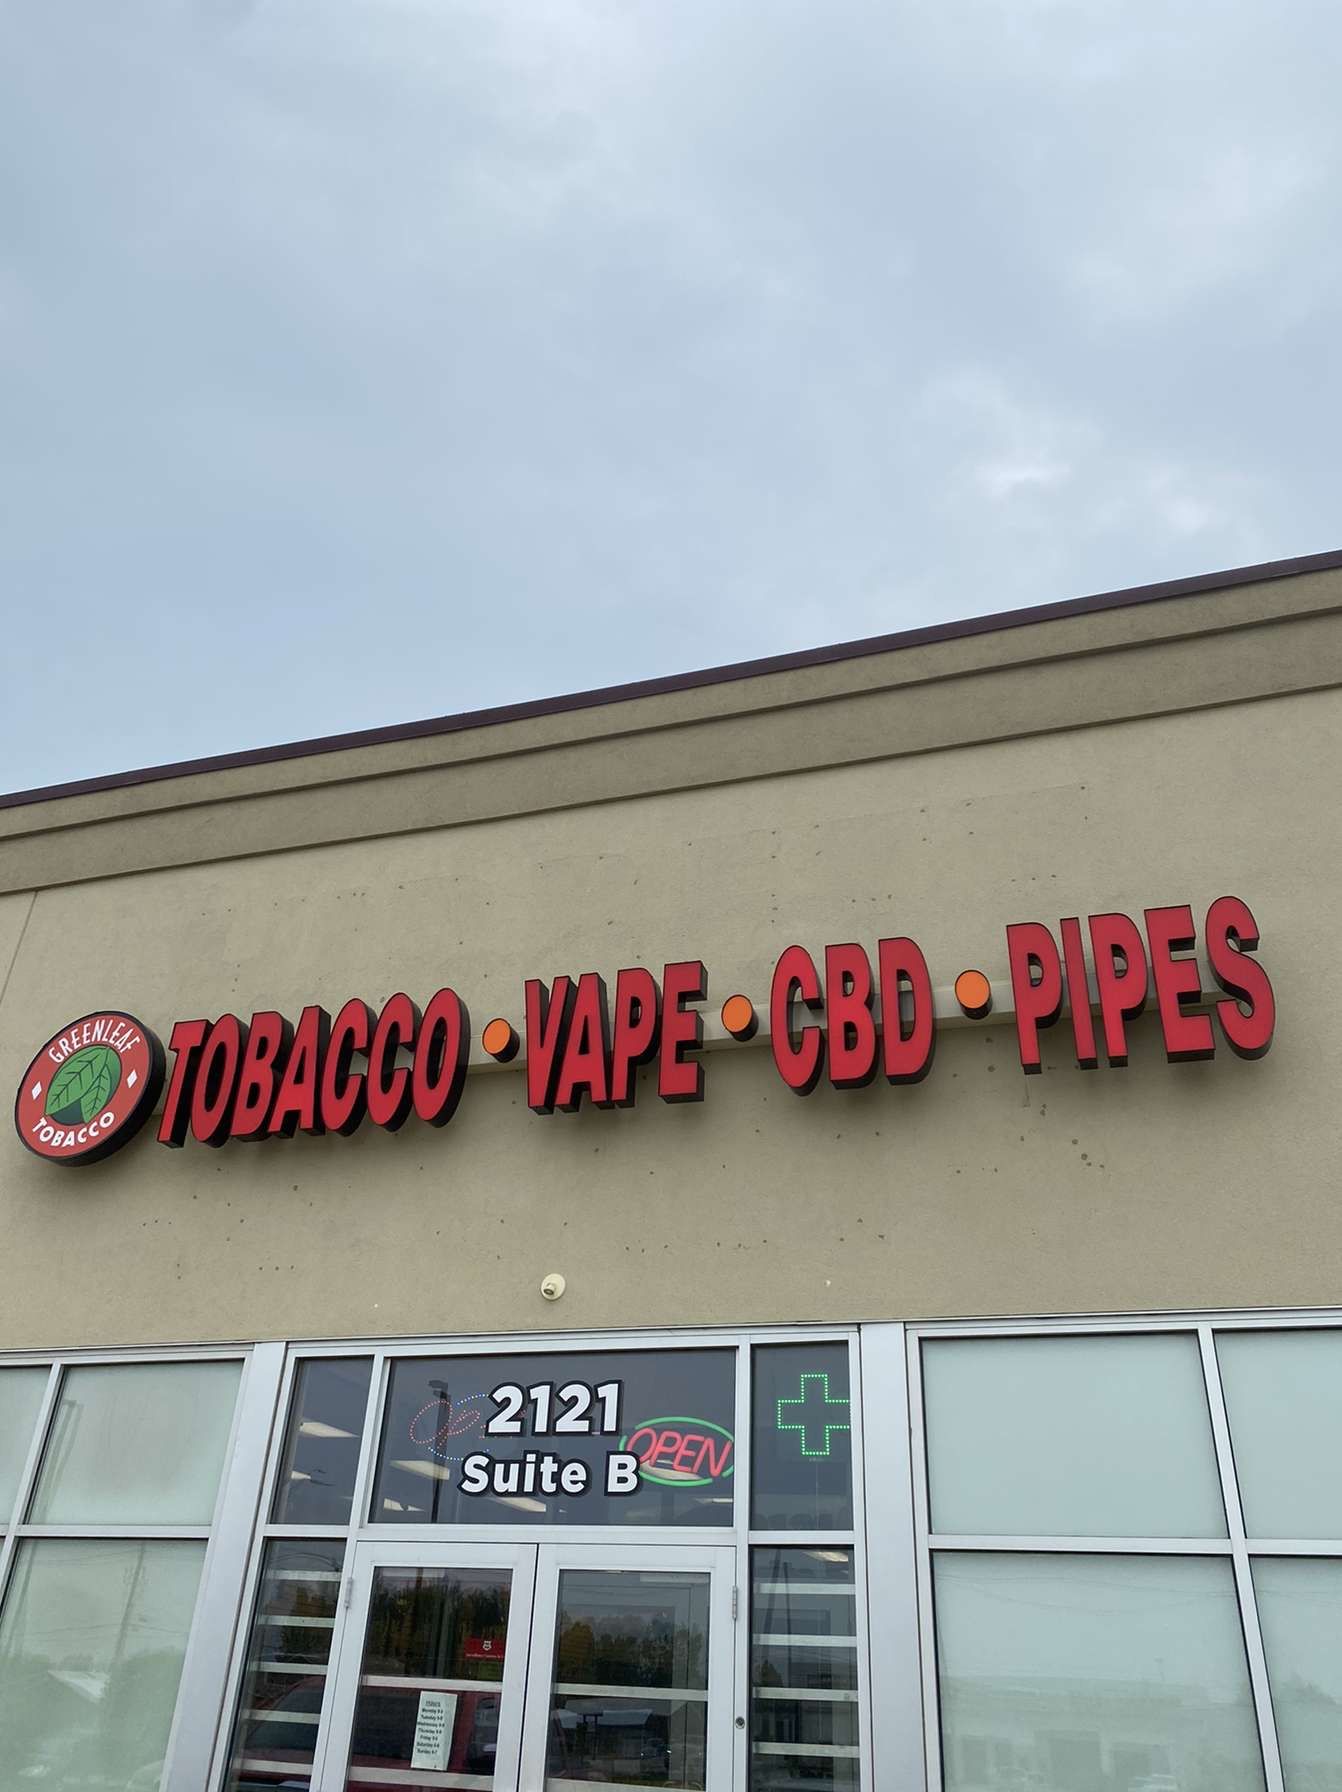 GREENLEAF
TOBACCO
TOBACCO • VAPE • CBD • PIPES
2121
Suite B
OPEN